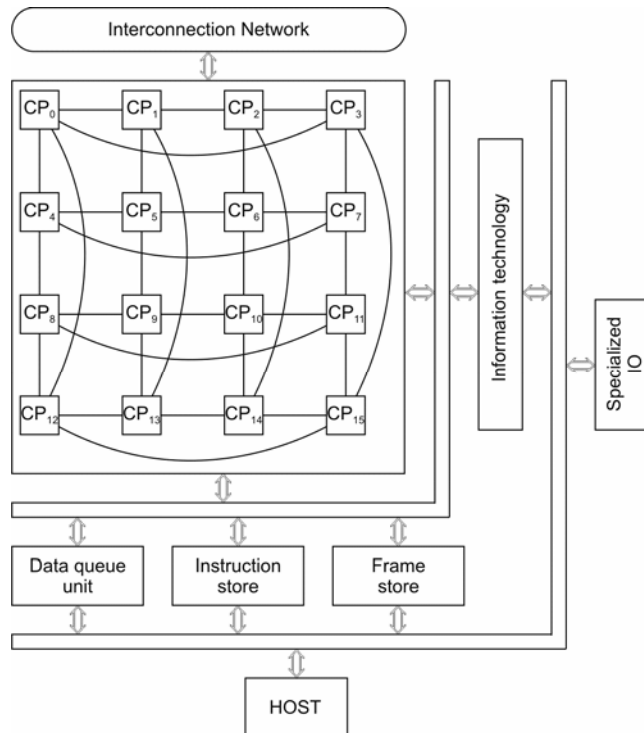 Interconnection Network
CP0 CP1 CP2 CP3
CP4 CP5 CP6 CP7
CP8 CP9 CP10 CP11
CP12 CP13 CP14 CP15
Information technology
Specialized
IO
Data queue
unit
Instruction
store
Frame
store
HOST